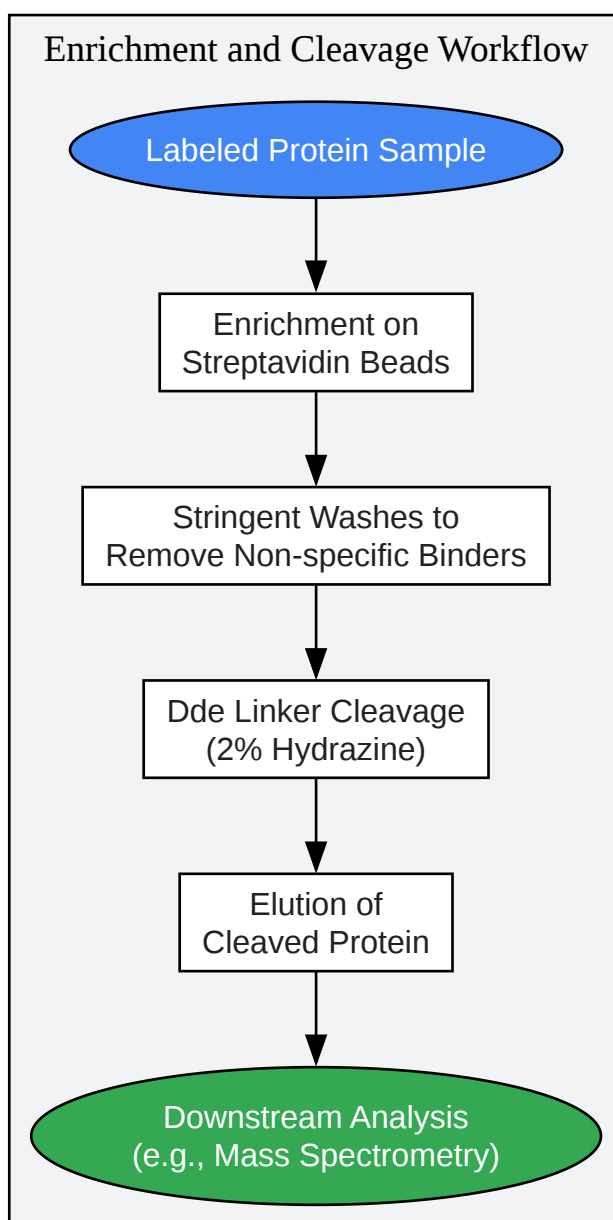 Enrichment and Cleavage Workflow
Labeled Protein Sample
Enrichment on
Streptavidin Beads
Stringent Washes to
Remove Non-specific Binders
Dde Linker Cleavage
(2% Hydrazine)
Elution of
Cleaved Protein
Downstream Analysis
(e.g., Mass Spectrometry)